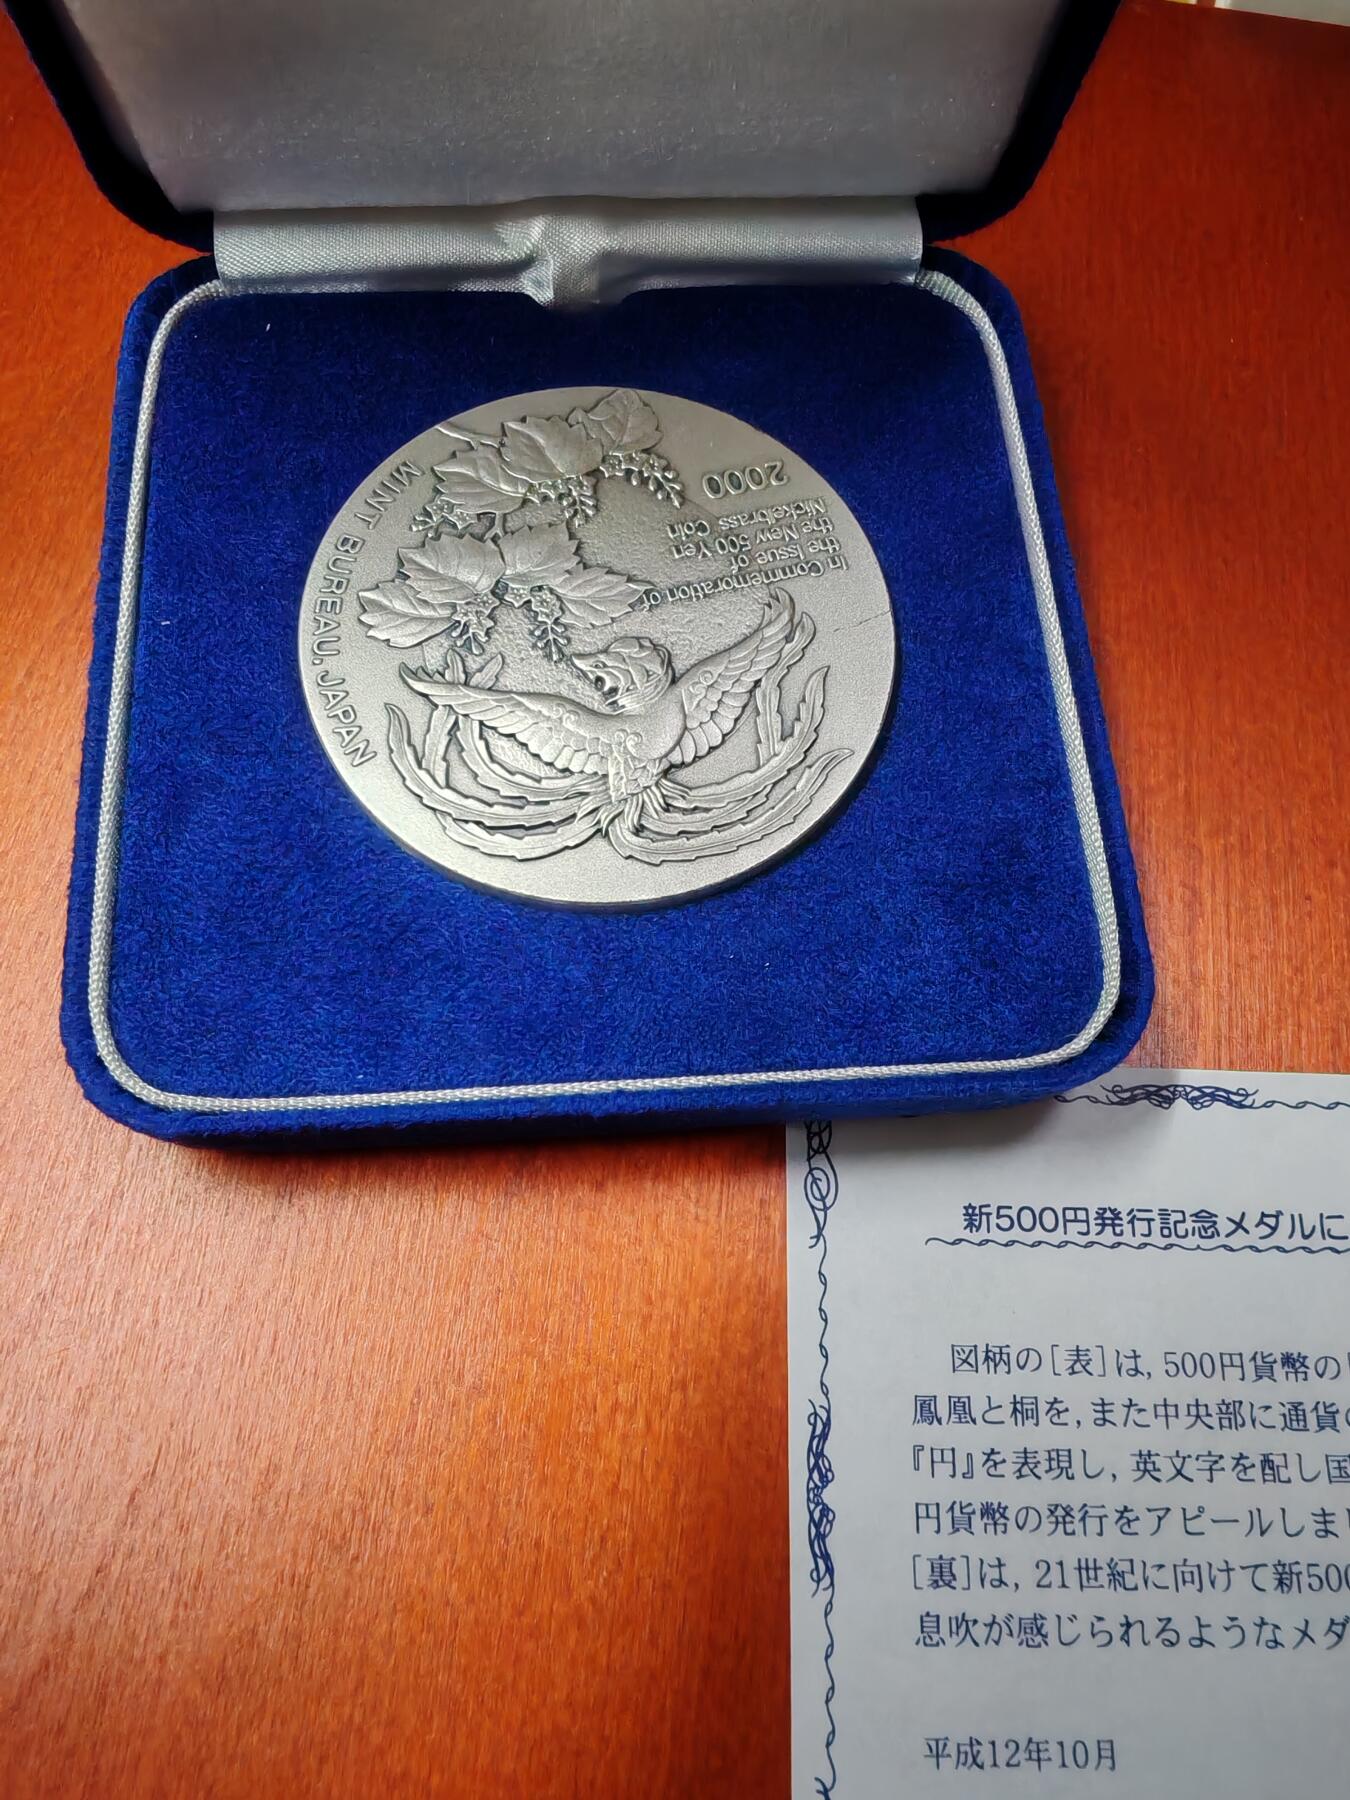 2000
In Commemoration of
the Issue of
the New 500 Yen
Nickelbrass Coin
MINT BUREAU, JAPAN
新500円発行記念メダルに
図柄の[表]は,500円貨幣の
鳳凰と桐を,また中央部に通貨
『円』を表現し,英文字を配し国
円貨幣の発行をアピールしまし
[裏]は,21世紀に向けて新500
息吹が感じられるようなメダ
平成12年10月